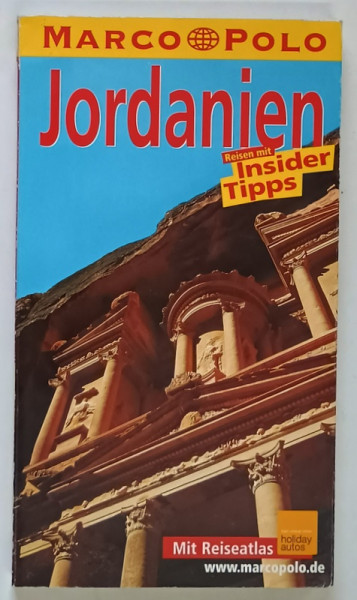 MARCO POLO
Jordanien
Reisen mit
Insider
Tipps
Mit Reiseatlas
holiday
autos
www.marcopolo.de